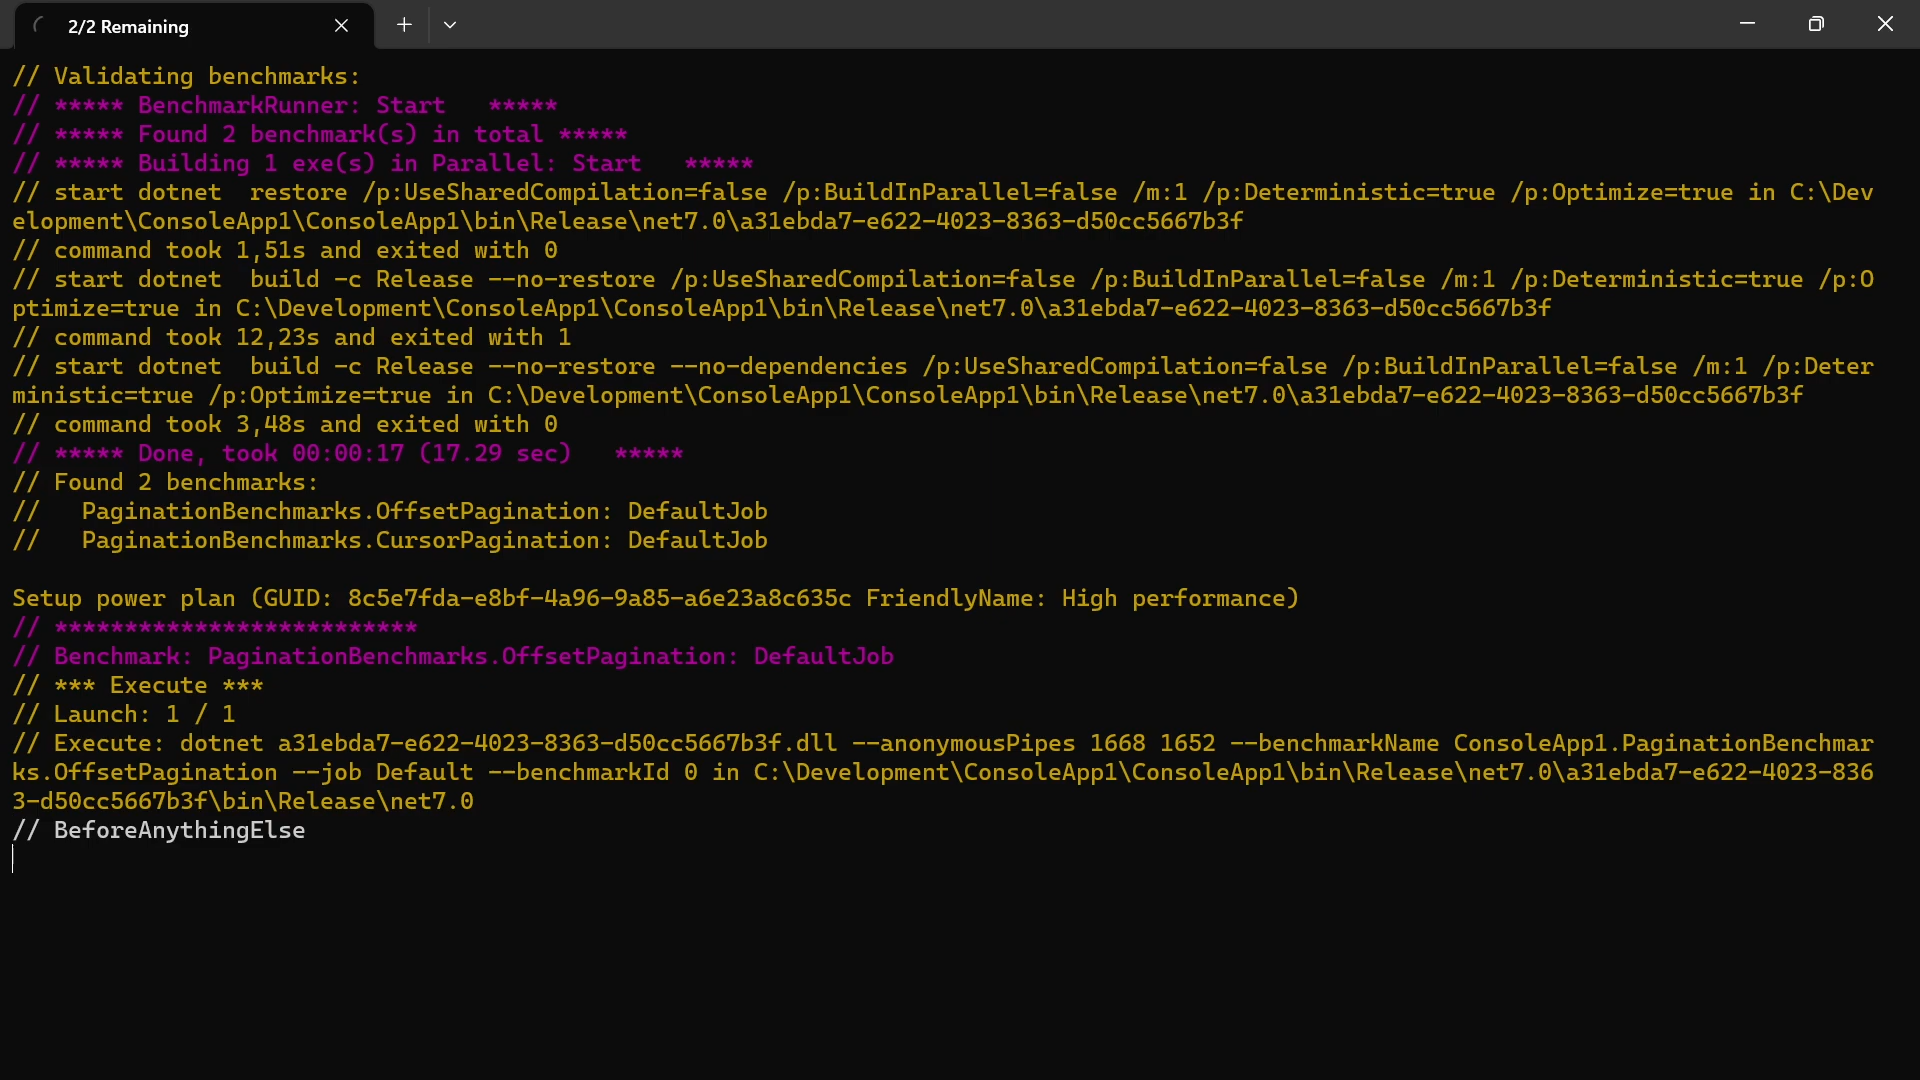 2/2 Remaining
// Validating benchmarks:
// ***** BenchmarkRunner: Start   *****
// ***** Found 2 benchmark(s) in total *****
// ***** Building 1 exe(s) in Parallel: Start   *****
// start dotnet  restore /p:UseSharedCompilation=false /p:BuildInParallel=false /m:1 /p:Deterministic=true /p:Optimize=true in C:\Dev
elopment\ConsoleApp1\ConsoleApp1\bin\Release\net7.0\a31ebda7-e622-4023-8363-d50cc5667b3f
// command took 1,51s and exited with 0
// start dotnet  build -c Release --no-restore /p:UseSharedCompilation=false /p:BuildInParallel=false /m:1 /p:Deterministic=true /p:O
ptimize=true in C:\Development\ConsoleApp1\ConsoleApp1\bin\Release\net7.0\a31ebda7-e622-4023-8363-d50cc5667b3f
// command took 12,23s and exited with 1
// start dotnet  build -c Release --no-restore --no-dependencies /p:UseSharedCompilation=false /p:BuildInParallel=false /m:1 /p:Deter
ministic=true /p:Optimize=true in C:\Development\ConsoleApp1\ConsoleApp1\bin\Release\net7.0\a31ebda7-e622-4023-8363-d50cc5667b3f
// command took 3,48s and exited with 0
// ***** Done, took 00:00:17 (17.29 sec)   *****
// Found 2 benchmarks:
//   PaginationBenchmarks.OffsetPagination: DefaultJob
//   PaginationBenchmarks.CursorPagination: DefaultJob
Setup power plan (GUID: 8c5e7fda-e8bf-4a96-9a85-a6e23a8c635c FriendlyName: High performance)
// **************************
// Benchmark: PaginationBenchmarks.OffsetPagination: DefaultJob
// *** Execute ***
// Launch: 1 / 1
// Execute: dotnet a31ebda7-e622-4023-8363-d50cc5667b3f.dll --anonymousPipes 1668 1652 --benchmarkName ConsoleApp1.PaginationBenchmar
ks.OffsetPagination --job Default --benchmarkId 0 in C:\Development\ConsoleApp1\ConsoleApp1\bin\Release\net7.0\a31ebda7-e622-4023-836
3-d50cc5667b3f\bin\Release\net7.0
// BeforeAnythingElse